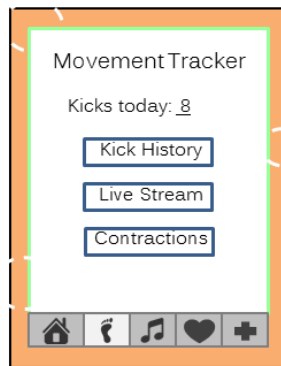 Movement Tracker
Kicks today: 8
Kick History
Live Stream
Contractions